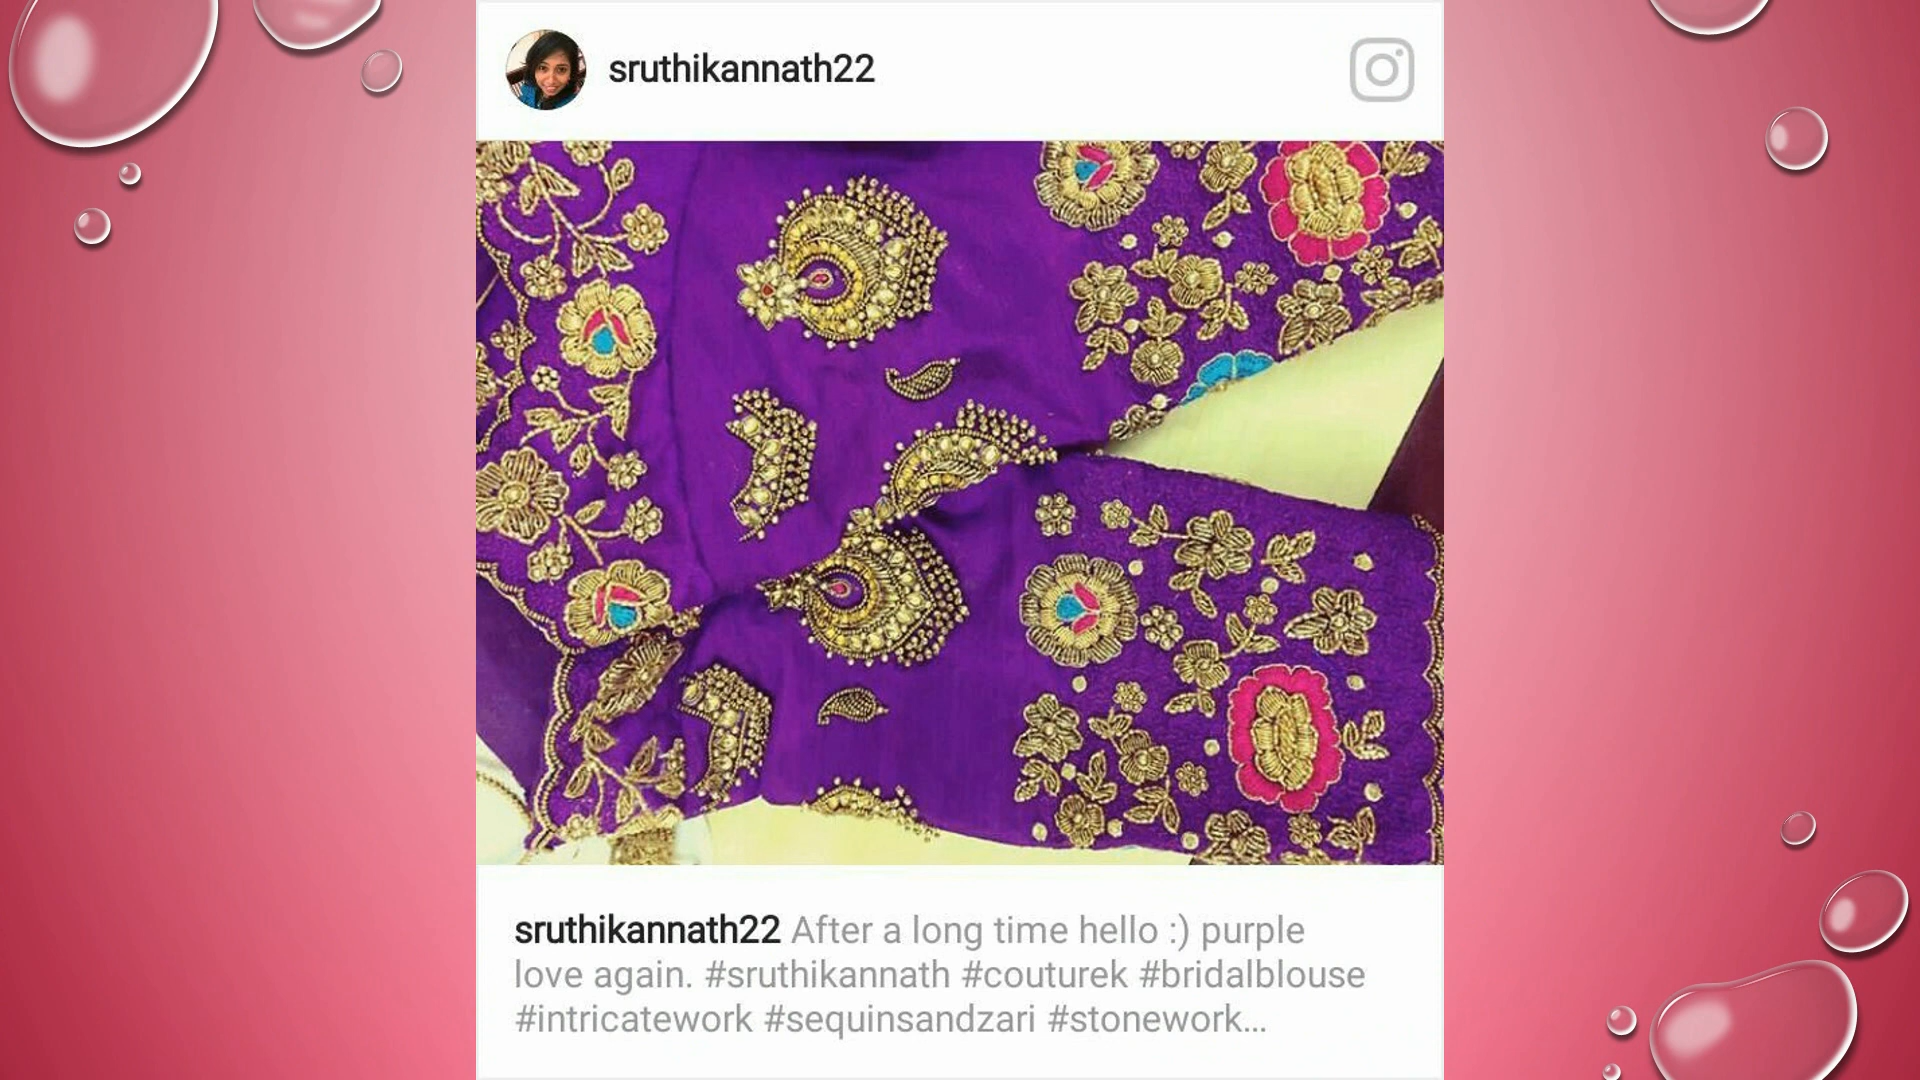 sruthikannath22
sruthikannath22 After a long time hello :) purple
love again. #sruthikannath #couturek #bridalblouse
#intricatework #sequinsandzari #stonework...